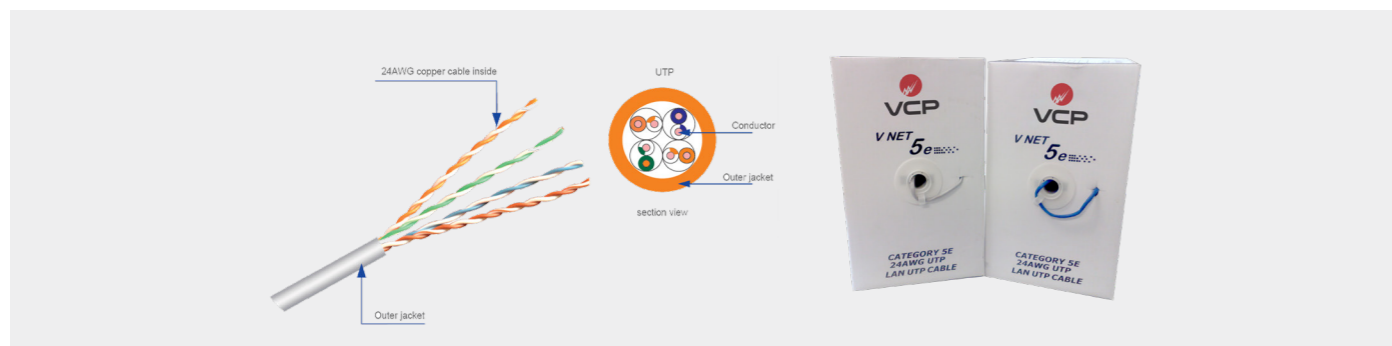 24AWG copper cable inside
Outer jacket
UTP
Conductor
Outer jacket
section view
VCP
V NET
5e
CATEGORY 5E
24AWG UTP
LAN UTP CABLE
VCP
V NET
5e
CATEGORY 5E
24AWG UTP
LAN UTP CABLE